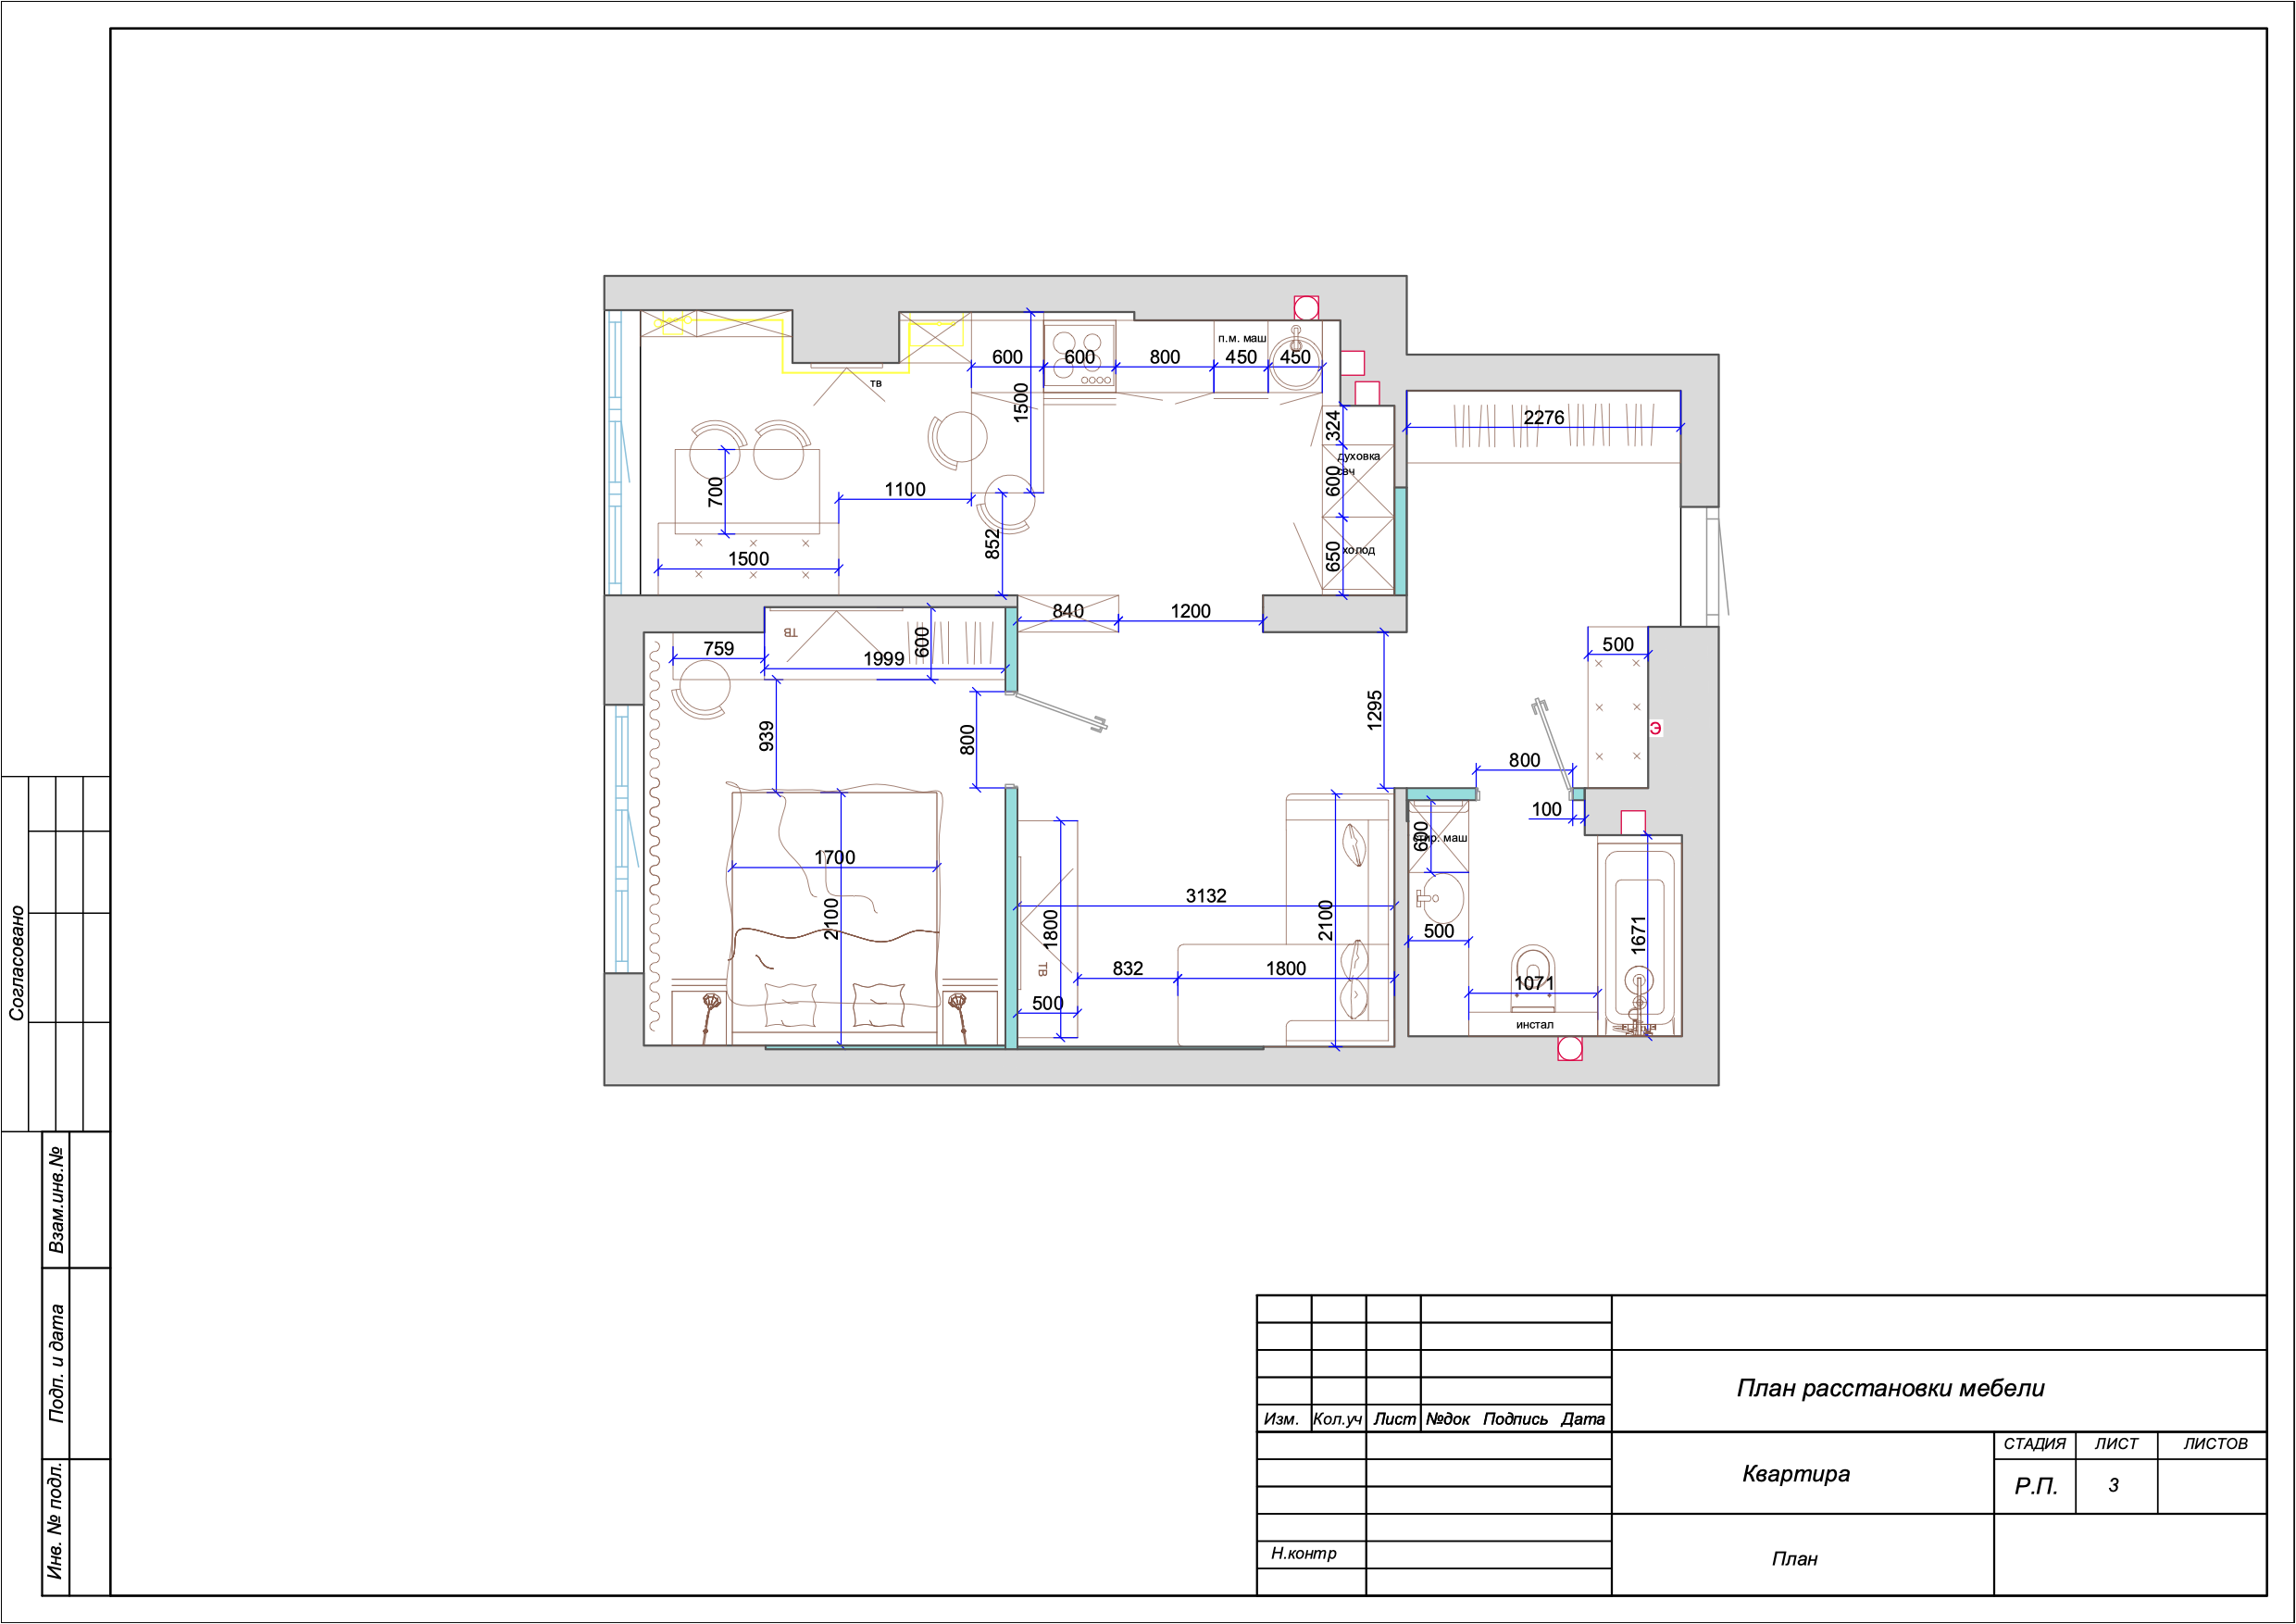 600
600
800
п.м. маш
450
450
1500
тв
324
2276
духовка
свч
600
700
1100
852
650
холод
1500
840
1200
ТВ
600
759
1999
500
939
800
1295
Э
800
100
600
стир. маш
1700
2100
3132
1800
2100
500
1671
ТВ
832
1800
500
1071
инстал
Согласовано
Взам.инв.№
Подп. и дата
Инв. № подл.
План расстановки мебели
Изм. Кол.уч Лист №док Подпись Дата
СТАДИЯ ЛИСТ ЛИСТОВ
Квартира
Р.П. 3
Н.контр
План